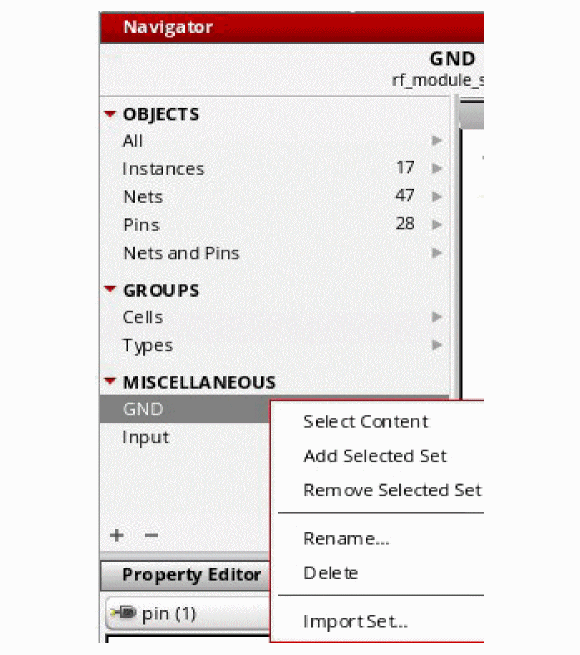 Navigator
GND
rf_module_s
OBJECTS
All
Instances 17
Nets 47
Pins 28
Nets and Pins
GROUPS
Cells
Types
MISCELLANEOUS
GND
Input
Select Content
Add Selected Set
Remove Selected Set
Rename...
Delete
Import Set...
+ −
Property Editor
pin (1)